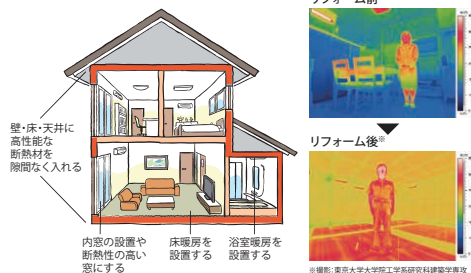 リフォーム前
壁・床・天井に
高性能な
断熱材を
隙間なく入れる
内窓の設置や
断熱性の高い
窓にする
床暖房を
設置する
浴室暖房を
設置する
リフォーム後※
※撮影:東京大学大学院工学系研究科建築学専攻